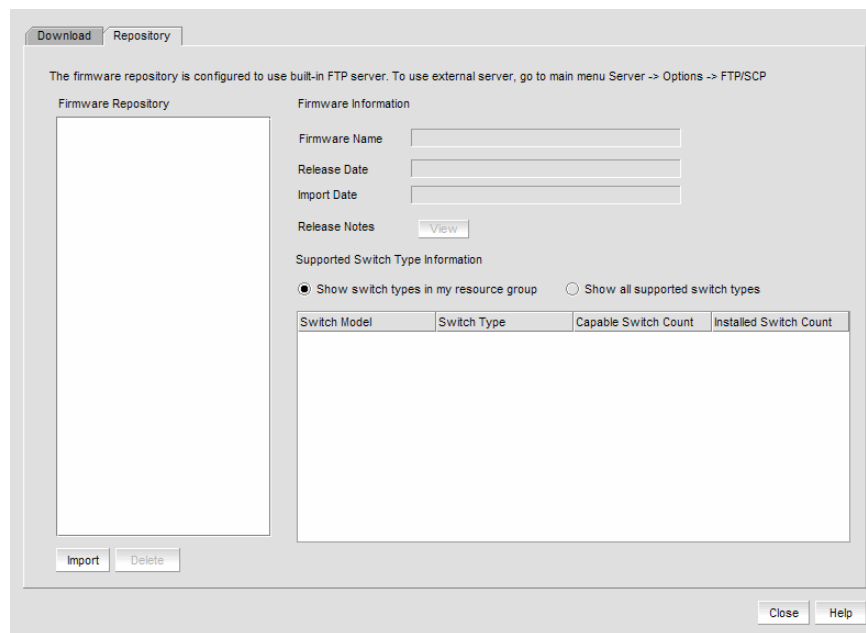 Download Repository
The firmware repository is configured to use built-in FTP server. To use external server, go to main menu Server -> Options -> FTP/SCP
Firmware Repository
Firmware Information
Firmware Name
Release Date
Import Date
Release Notes View
Supported Switch Type Information
Show switch types in my resource group Show all supported switch types
Switch Model Switch Type Capable Switch Count Installed Switch Count
Import Delete
Close Help